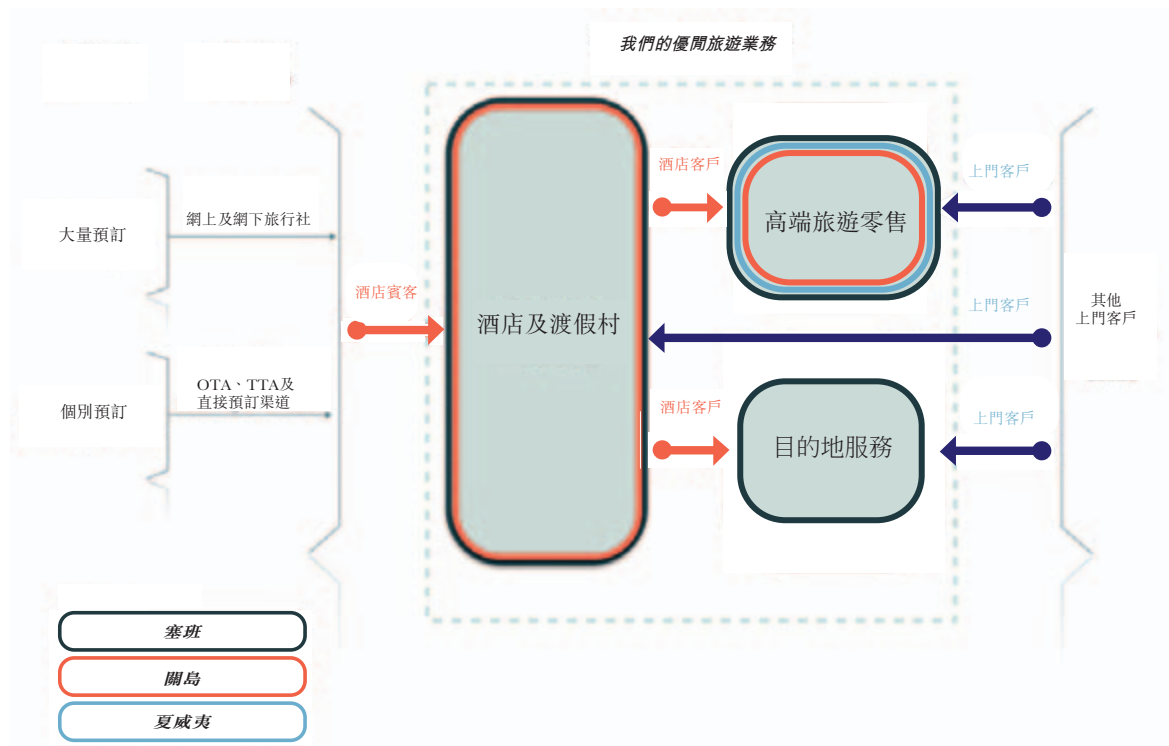 我們的優閒旅遊業務
大量預訂
網上及網下旅行社
個別預訂
OTA、TTA及
直接預訂渠道
酒店賓客
酒店及渡假村
酒店客戶
高端旅遊零售
上門客戶
上門客戶
酒店客戶
目的地服務
上門客戶
其他
上門客戶
塞班
關島
夏威夷